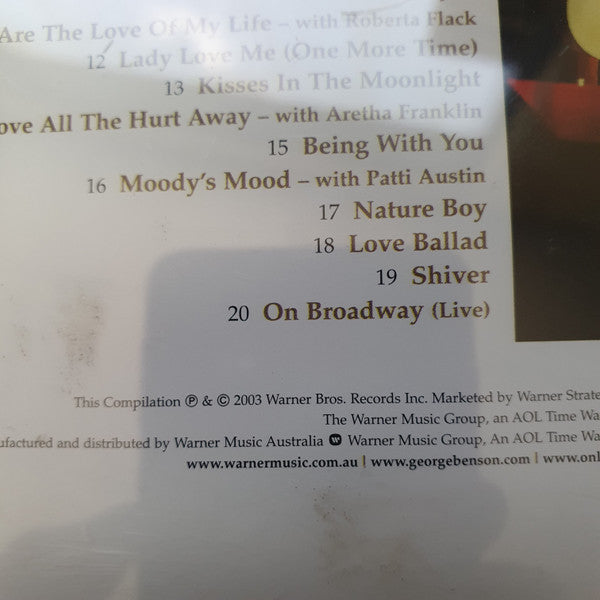 Are The Love Of My Life – with Roberta Flack
12 Lady Love Me (One More Time)
13 Kisses In The Moonlight
ove All The Hurt Away – with Aretha Franklin
15 Being With You
16 Moody's Mood – with Patti Austin
17 Nature Boy
18 Love Ballad
19 Shiver
20 On Broadway (Live)
This Compilation ℗ & © 2003 Warner Bros. Records Inc. Marketed by Warner Strate
The Warner Music Group, an AOL Time Wa
ufactured and distributed by Warner Music Australia Warner Music Group, An AOL Time Wa
www.warnermusic.com.au | www.georgebenson.com | www.onl